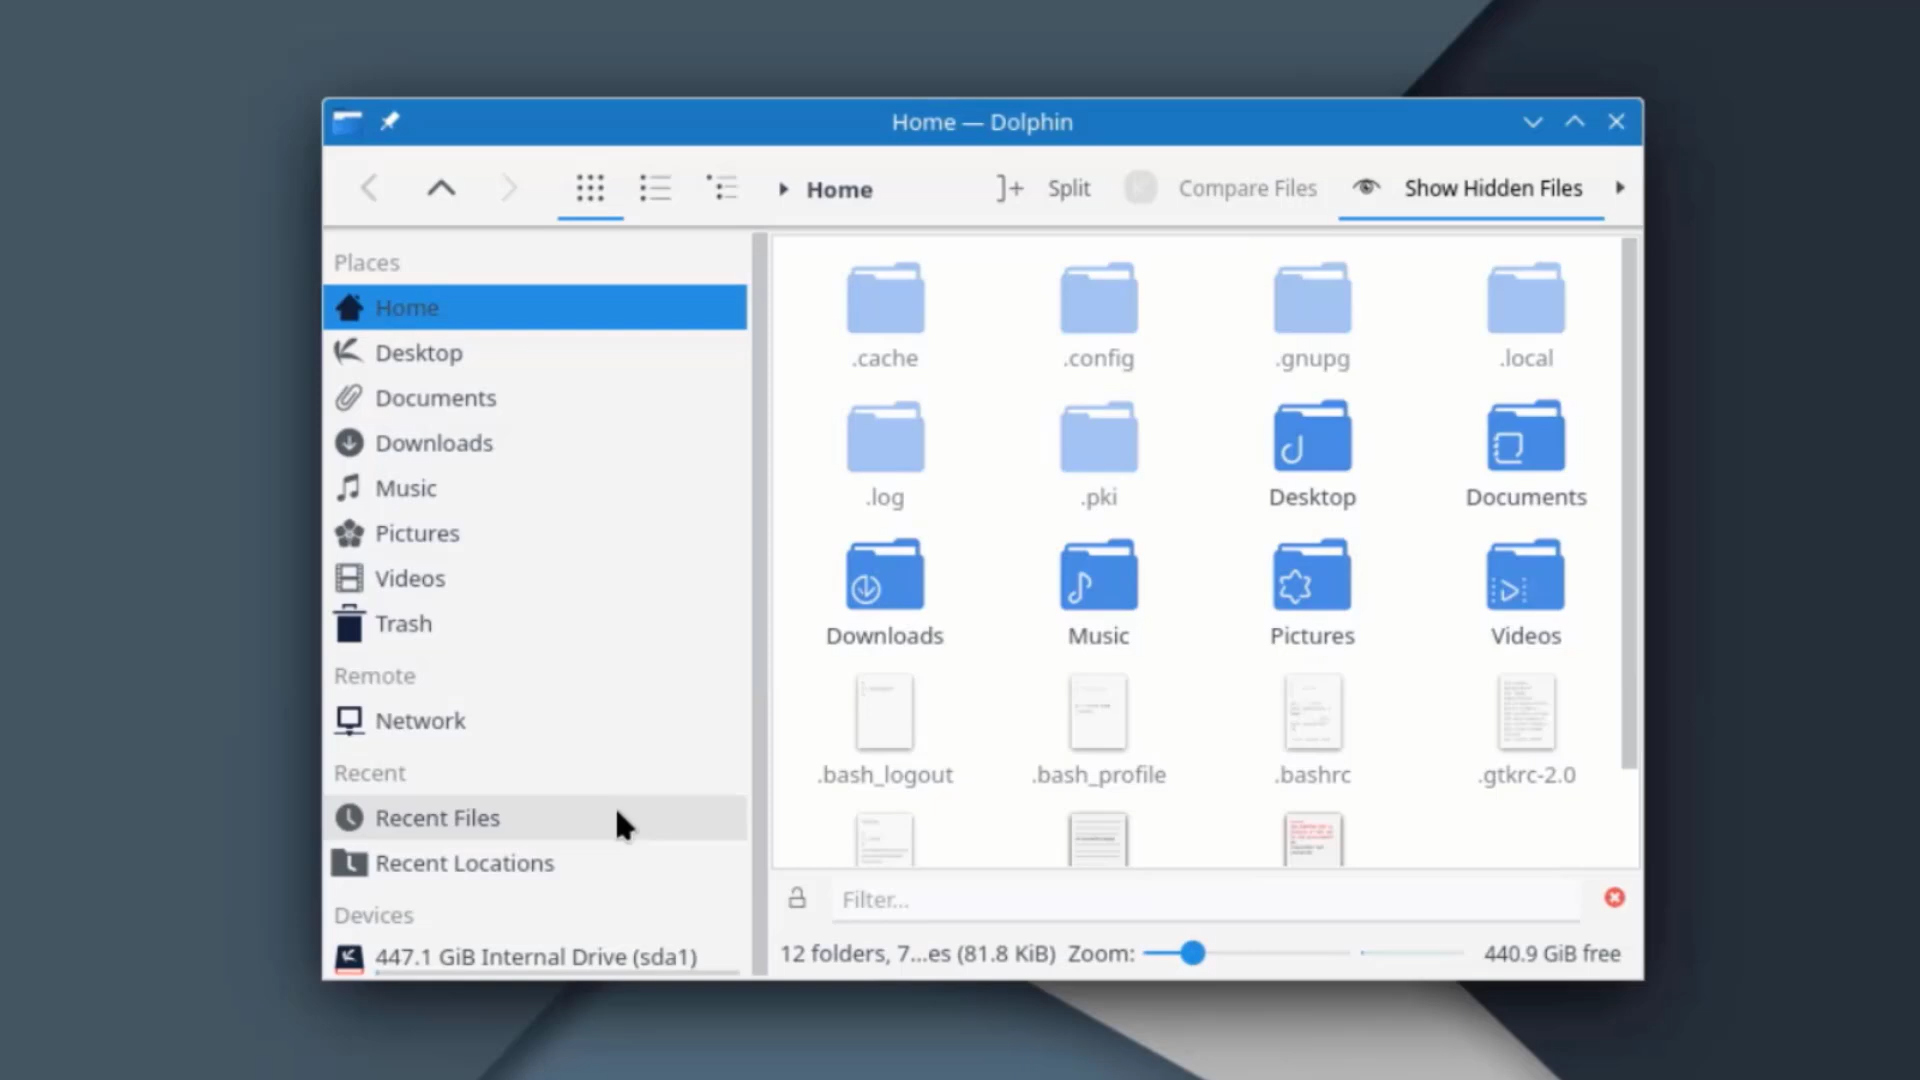 Home — Dolphin
Home
Split
Compare Files
Show Hidden Files
Places
Home
Desktop
Documents
Downloads
Music
Pictures
Videos
Trash
Remote
Network
Recent
Recent Files
Recent Locations
Devices
447.1 GiB Internal Drive (sda1)
.cache .config .gnupg .local
.log .pki Desktop Documents
Downloads Music Pictures Videos
.bash_logout .bash_profile .bashrc .gtkrc-2.0
Filter...
12 folders, 7...es (81.8 KiB) Zoom: 440.9 GiB free